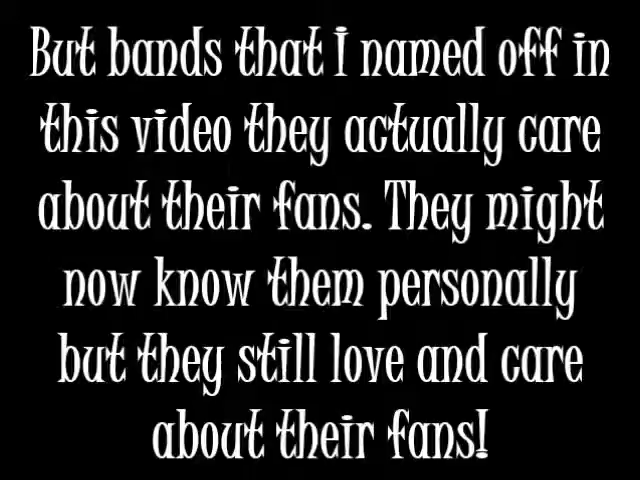 But bands that I named off in
this video they actually care
about their fans. They might
now know them personally
but they still love and care
about their fans!